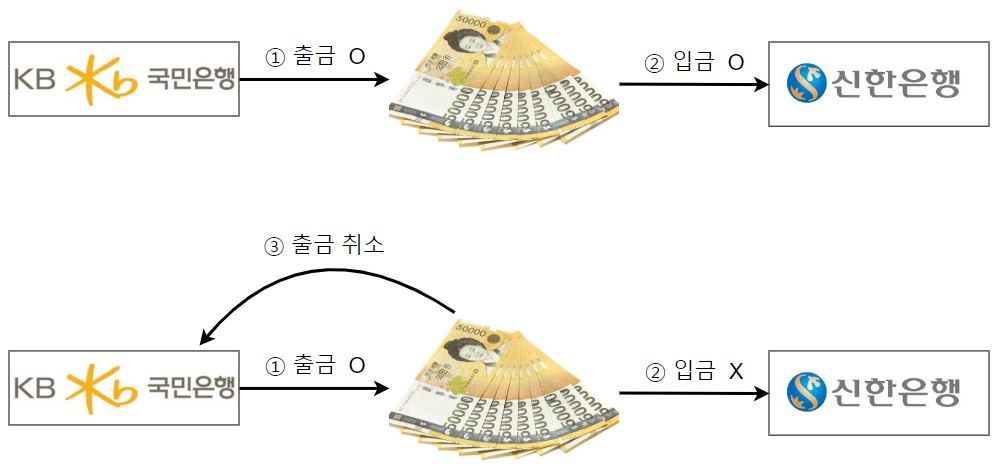 ① 출금 O
② 입금 O
KB 국민은행
50000
신한은행
③ 출금 취소
① 출금 O
② 입금 X
KB 국민은행
50000
신한은행